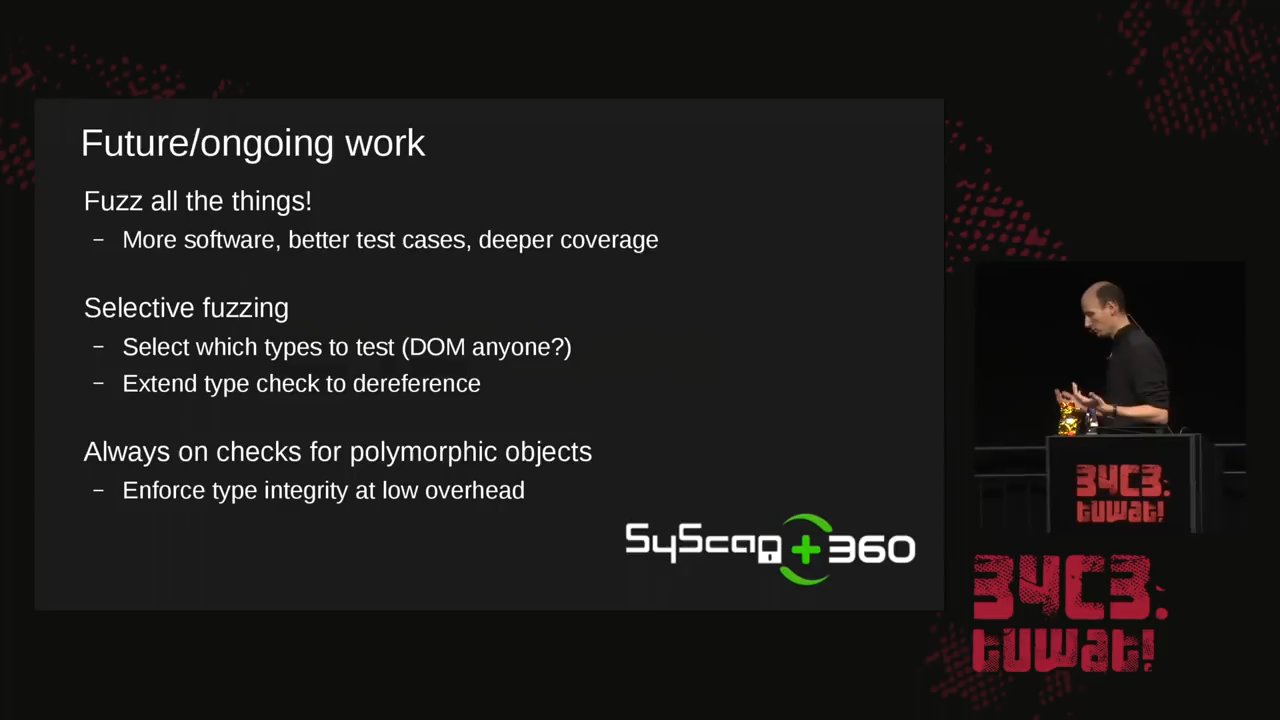 Future/ongoing work
Fuzz all the things!
– More software, better test cases, deeper coverage
Selective fuzzing
– Select which types to test (DOM anyone?)
– Extend type check to dereference
Always on checks for polymorphic objects
– Enforce type integrity at low overhead
SyScan+360
34C3.
tuwat!
34C3.
tuwat!